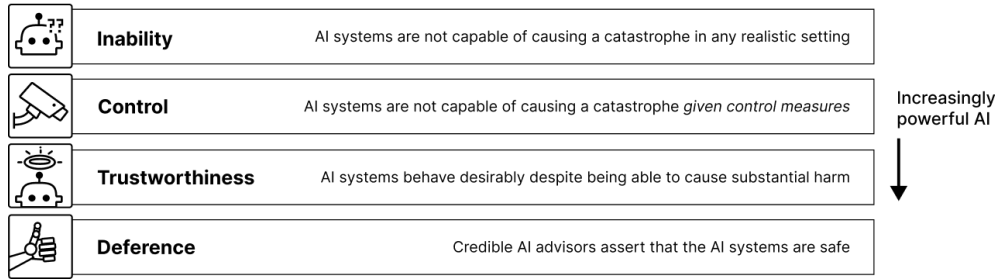 ??
Inability
AI systems are not capable of causing a catastrophe in any realistic setting
Control
AI systems are not capable of causing a catastrophe given control measures
Increasingly
powerful AI
Trustworthiness
AI systems behave desirably despite being able to cause substantial harm
Deference
Credible AI advisors assert that the AI systems are safe